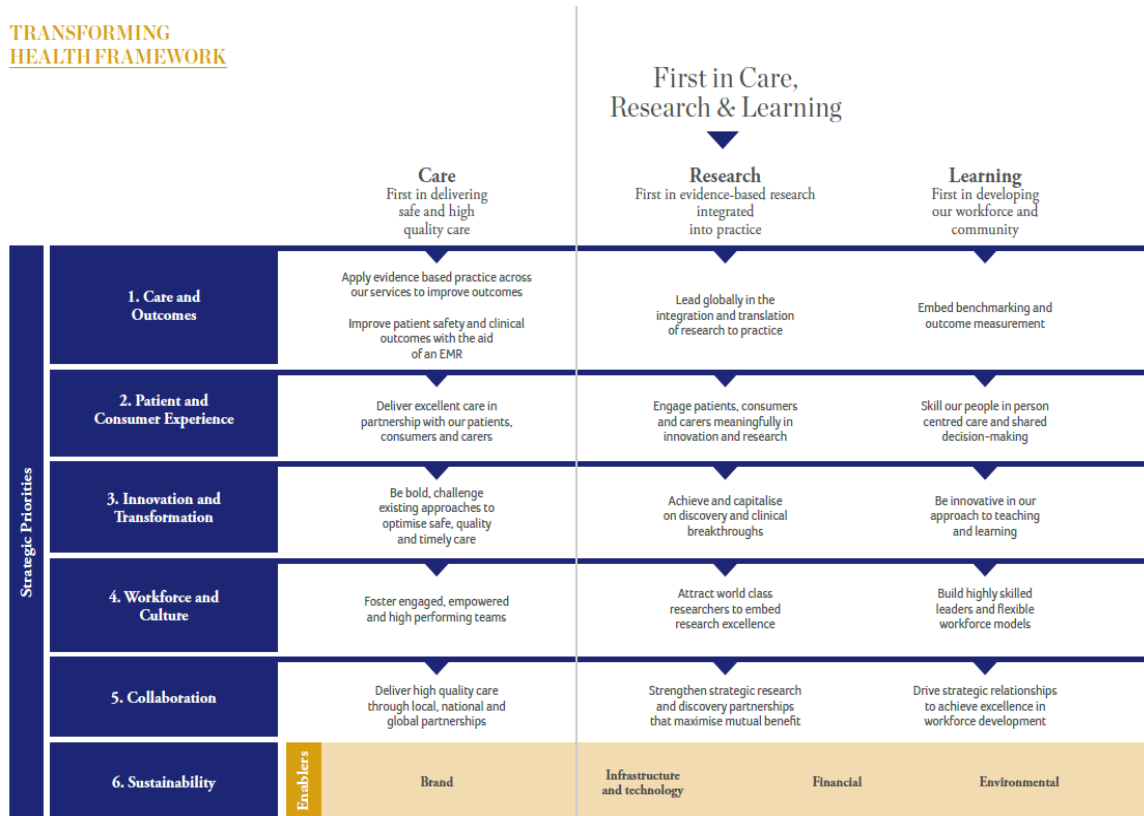 TRANSFORMING
HEALTH FRAMEWORK
First in Care,
Research & Learning
Care
First in delivering
safe and high
quality care
Research
First in evidence-based research
integrated
into practice
Learning
First in developing
our workforce and
community
Strategic Priorities
1. Care and
Outcomes
Apply evidence based practice across
our services to improve outcomes
Improve patient safety and clinical
outcomes with the aid
of an EMR
Lead globally in the
integration and translation
of research to practice
Embed benchmarking and
outcome measurement
2. Patient and
Consumer Experience
Deliver excellent care in
partnership with our patients,
consumers and carers
Engage patients, consumers
and carers meaningfully in
innovation and research
Skill our people in person
centred care and shared
decision-making
3. Innovation and
Transformation
Be bold, challenge
existing approaches to
optimise safe, quality
and timely care
Achieve and capitalise
on discovery and clinical
breakthroughs
Be innovative in our
approach to teaching
and learning
4. Workforce and
Culture
Foster engaged, empowered
and high performing teams
Attract world class
researchers to embed
research excellence
Build highly skilled
leaders and flexible
workforce models
5. Collaboration
Deliver high quality care
through local, national and
global partnerships
Strengthen strategic research
and discovery partnerships
that maximise mutual benefit
Drive strategic relationships
to achieve excellence in
workforce development
6. Sustainability
Enablers
Brand
Infrastructure
and technology
Financial
Environmental